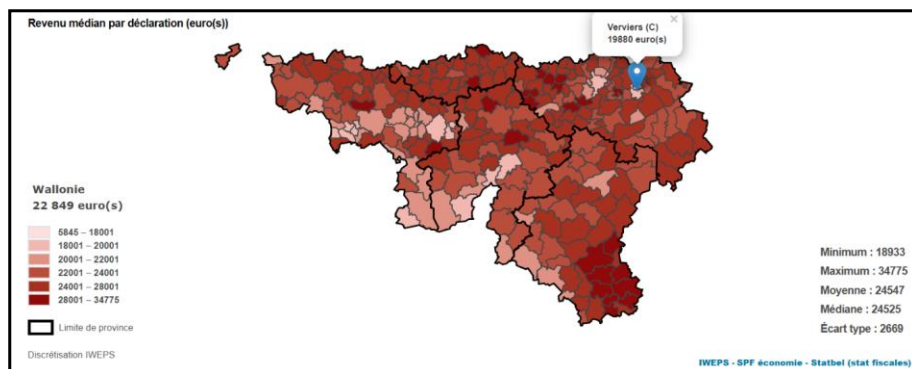 Revenu médian par déclaration (euro(s))
Verviers (C)
19880 euro(s)
Wallonie
22 849 euro(s)
5845 – 18001
18001 – 20001
20001 – 22001
22001 – 24001
24001 – 28001
28001 – 34775
Limite de province
Discrétisation IWEPS
Minimum : 18933
Maximum : 34775
Moyenne : 24547
Médiane : 24525
Écart type : 2669
IWEPS - SPF économie - Statbel (stat fiscales)